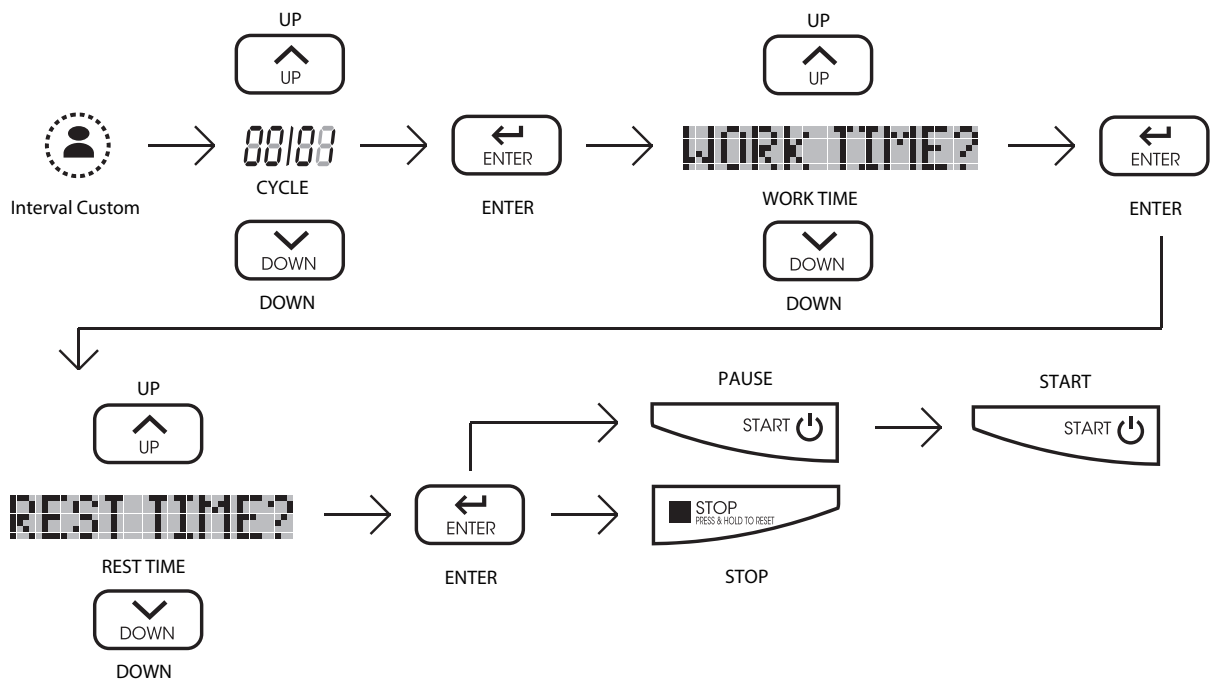 UP
UP
Interval Custom
00/01
CYCLE
DOWN
DOWN
ENTER
ENTER
UP
UP
WORK TIME?
WORK TIME
DOWN
DOWN
ENTER
ENTER
UP
UP
REST TIME?
REST TIME
DOWN
DOWN
ENTER
ENTER
PAUSE
START
START
START
STOP
PRESS & HOLD TO RESET
STOP